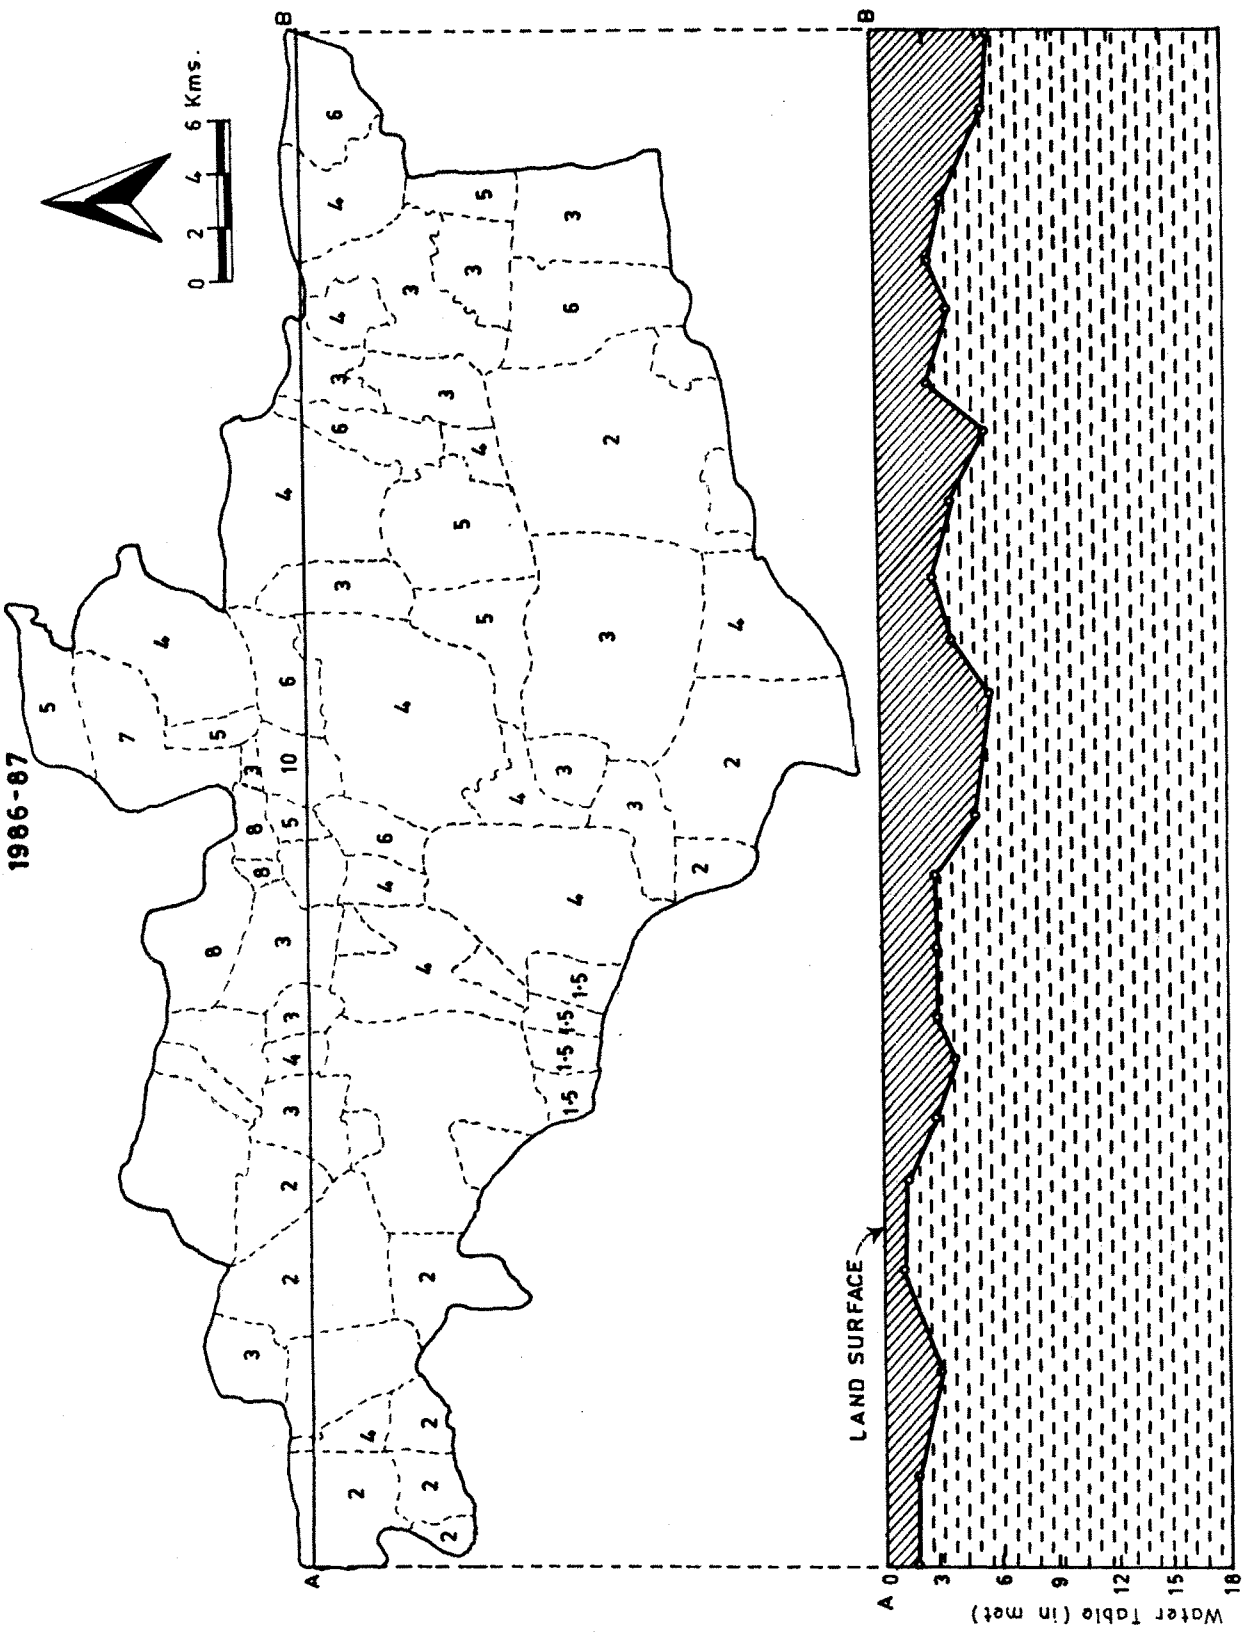 1986-87
5
7 4
0 2 4 6 Kms.
8 5
3 8 8 3
2 2 3 4 3 3 5 10 6 4 B
A
2 4 3 6 3 4 4 6
4 6 4 3
2 2 2 4 3
2 5 3
5 4 5
4
1·5 1·5 1·5 1·5 4 3 6 3
3 2
3
2 2 4
LAND SURFACE B
A
0
3
6
9
12
15
18
Water Table (in met)